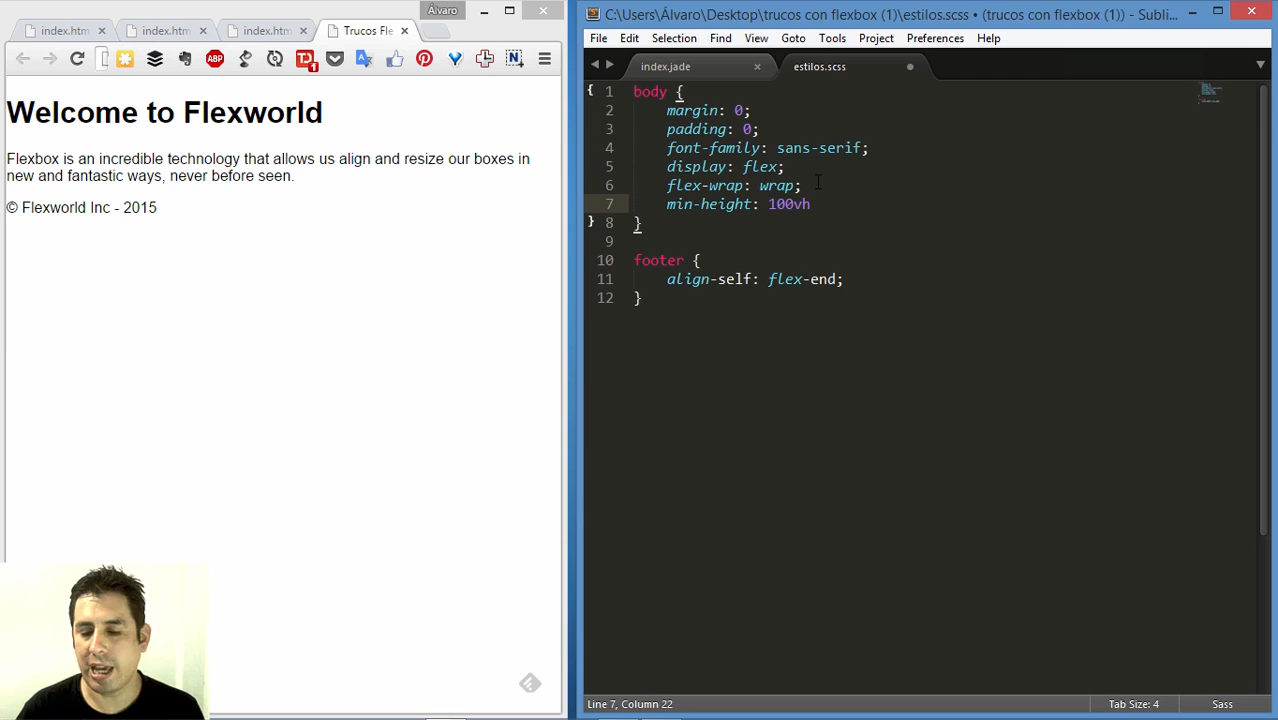 Álvaro
index.htm
index.htm
index.htm
Trucos Fle
ABP
TD
1
N
Welcome to Flexworld
Flexbox is an incredible technology that allows us align and resize our boxes in
new and fantastic ways, never before seen.
© Flexworld Inc - 2015
C:\Users\Álvaro\Desktop\trucos con flexbox (1)\estilos.scss • (trucos con flexbox (1)) - Subli...
File Edit Selection Find View Goto Tools Project Preferences Help
index.jade
estilos.scss
{ 1 body {
2 margin: 0;
3 padding: 0;
4 font-family: sans-serif;
5 display: flex;
6 flex-wrap: wrap;
7 min-height: 100vh
} 8 }
9
10 footer {
11 align-self: flex-end;
12 }
Line 7, Column 22
Tab Size: 4
Sass